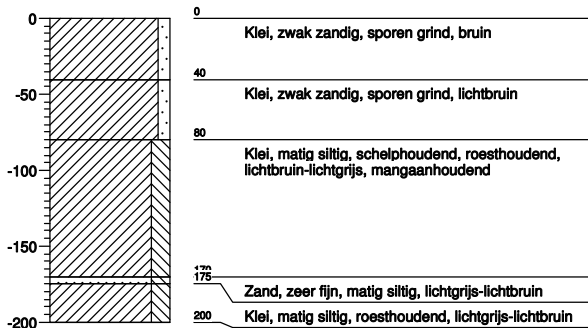 0
0
Klei, zwak zandig, sporen grind, bruin
40
-50
Klei, zwak zandig, sporen grind, lichtbruin
80
-100
Klei, matig siltig, schelphoudend, roesthoudend,
lichtbruin-lichtgrijs, mangaanhoudend
-150
170
175
Zand, zeer fijn, matig siltig, lichtgrijs-lichtbruin
-200
200
Klei, matig siltig, roesthoudend, lichtgrijs-lichtbruin